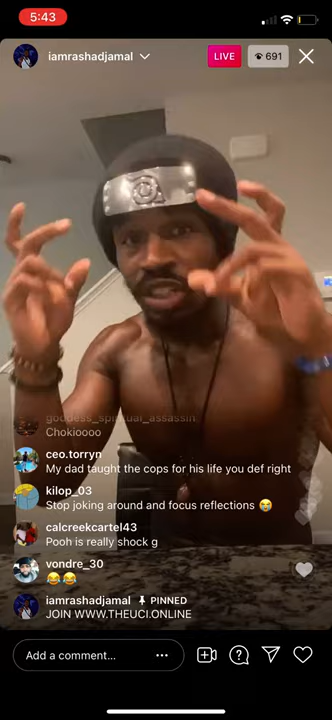 5:43
iamrashadjamal
LIVE
691
goddess_spiritual_assassin
Chokioooo
ceo.torryn
My dad taught the cops for his life you def right
kilop_03
Stop joking around and focus reflections 😭
calcreekcartel43
Pooh is really shock g
vondre_30
😂😂
iamrashadjamal PINNED
JOIN WWW.THEUCI.ONLINE
Add a comment...